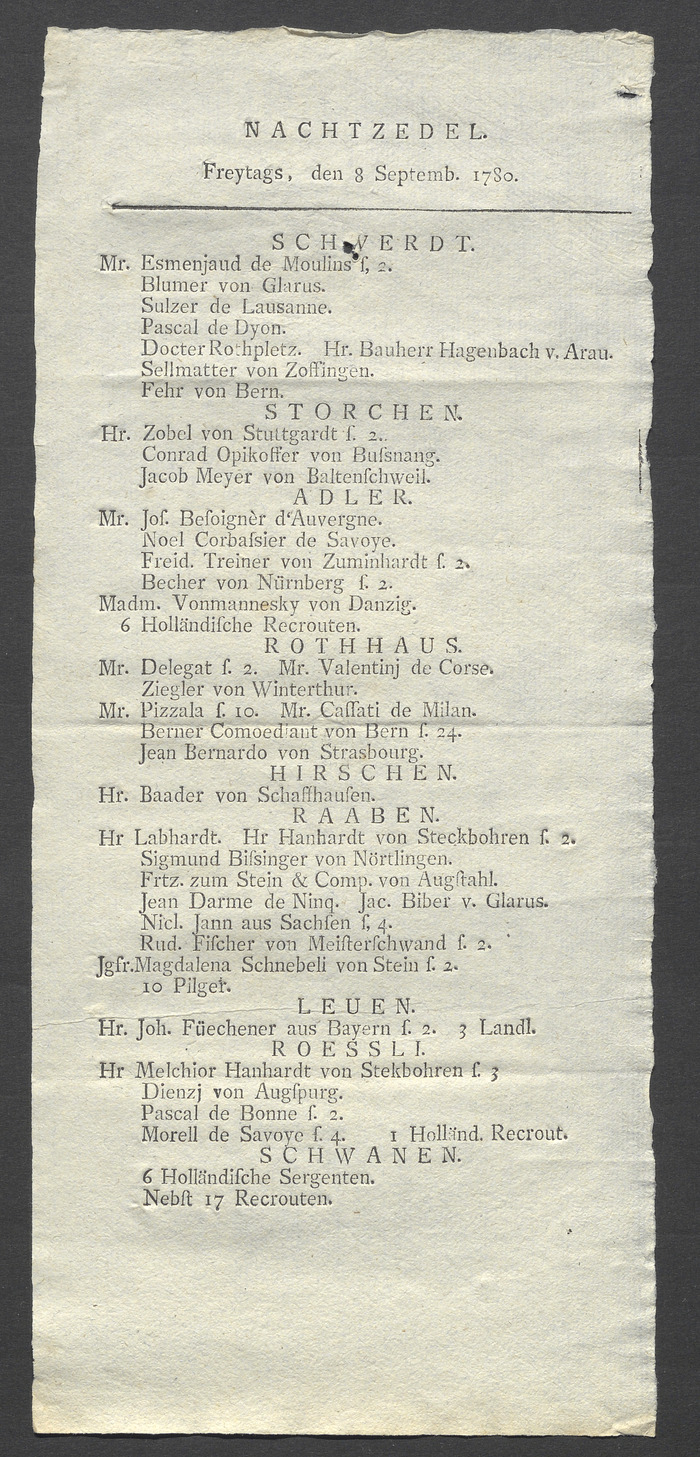 NACHTZEDEL.
Freytags, den 8 Septemb. 1780.
SCHWERDT.
Mr. Esmenjaud de Moulins ſ, 2.
Blumer von Glarus.
Sulzer de Lausanne.
Pascal de Dyon.
Docter Rothpletz. Hr. Bauherr Hagenbach v. Arau.
Sellmatter von Zoffingen.
Fehr von Bern.
STORCHEN.
Hr. Zobel von Stuttgardt ſ. 2.
Conrad Opikoffer von Buſsnang.
Jacob Meyer von Baltenſchweil.
ADLER.
Mr. Joſ. Beſoignèr d'Auvergne.
Noel Corbaſsier de Savoye.
Freid. Treiner von Zuminhardt ſ. 2.
Becher von Nürnberg ſ. 2.
Madm. Vonmannesky von Danzig.
6 Holländiſche Recrouten.
ROTHHAUS.
Mr. Delegat ſ. 2. Mr. Valentinj de Corse.
Ziegler von Winterthur.
Mr. Pizzala ſ. 10. Mr. Caſſati de Milan.
Berner Comoediant von Bern ſ. 24.
Jean Bernardo von Strasbourg.
HIRSCHEN.
Hr. Baader von Schaffhauſen.
RAABEN.
Hr Labhardt. Hr Hanhardt von Steckbohren ſ. 2.
Sigmund Biſsinger von Nörtlingen.
Frtz. zum Stein & Comp. von Augſtahl.
Jean Darme de Ninq. Jac. Biber v. Glarus.
Nicl. Jann aus Sachſen ſ, 4.
Rud. Fiſcher von Meiſterſchwand ſ. 2.
Jgfr. Magdalena Schnebeli von Stein ſ. 2.
10 Pilger.
LEUEN.
Hr. Joh. Füechener aus Bayern ſ. 2. 3 Landl.
ROESSLI.
Hr Melchior Hanhardt von Stekbohren ſ. 3
Dienzj von Augſpurg.
Pascal de Bonne ſ. 2.
Morell de Savoye ſ. 4. 1 Holländ. Recrout.
SCHWANEN.
6 Holländiſche Sergenten.
Nebſt 17 Recrouten.